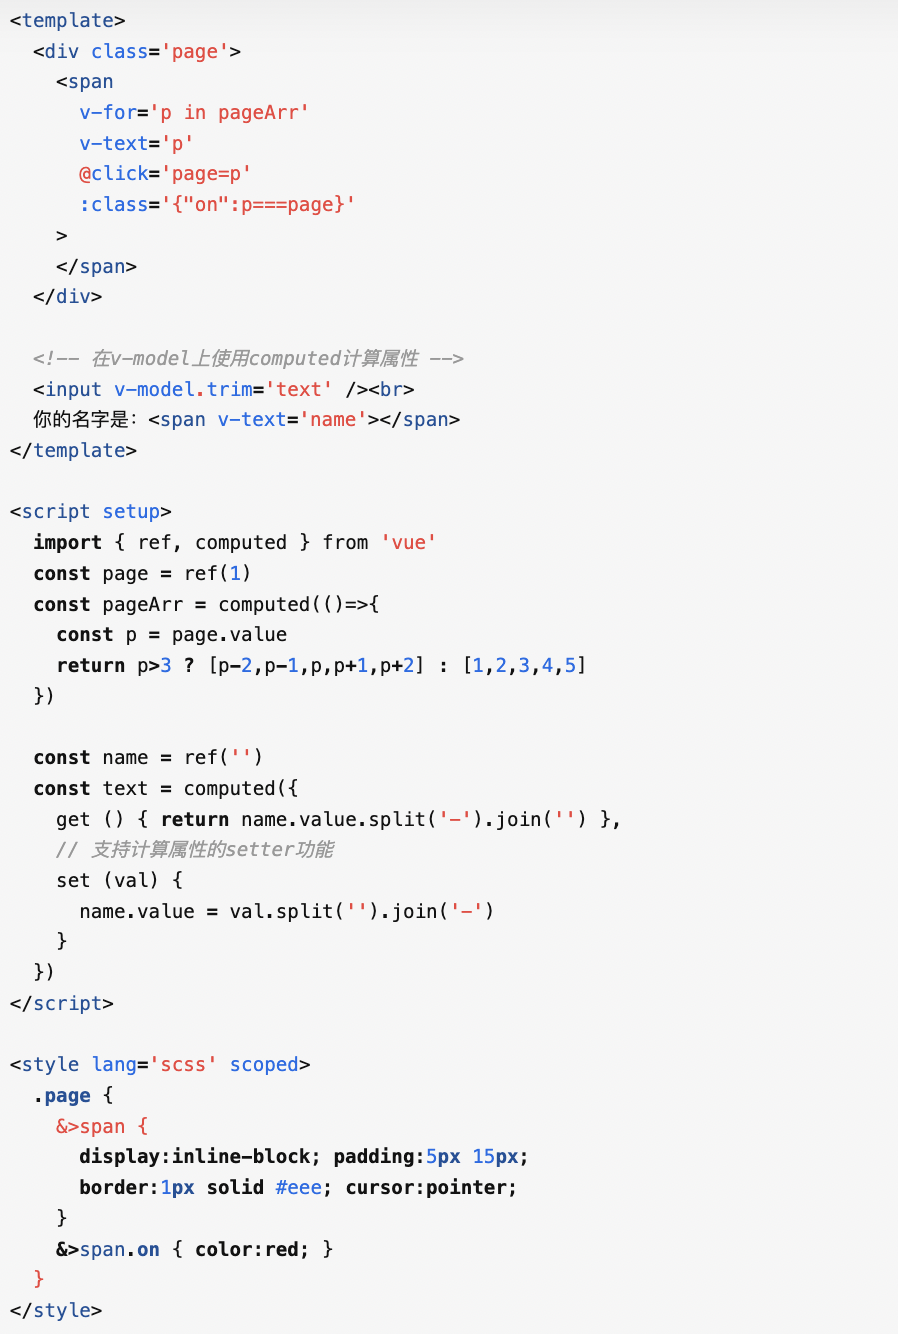 <template>
  <div class='page'>
    <span
      v-for='p in pageArr'
      v-text='p'
      @click='page=p'
      :class='{"on":p===page}'
    >
    </span>
  </div>

  <!-- 在v-model上使用computed计算属性 -->
  <input v-model.trim='text' /><br>
  你的名字是：<span v-text='name'></span>
</template>

<script setup>
  import { ref, computed } from 'vue'
  const page = ref(1)
  const pageArr = computed(()=>{
    const p = page.value
    return p>3 ? [p-2,p-1,p,p+1,p+2] : [1,2,3,4,5]
  })

  const name = ref('')
  const text = computed({
    get () { return name.value.split('-').join('') },
    // 支持计算属性的setter功能
    set (val) {
      name.value = val.split('').join('-')
    }
  })
</script>

<style lang='scss' scoped>
  .page {
    &>span {
      display:inline-block; padding:5px 15px;
      border:1px solid #eee; cursor:pointer;
    }
    &>span.on { color:red; }
  }
</style>